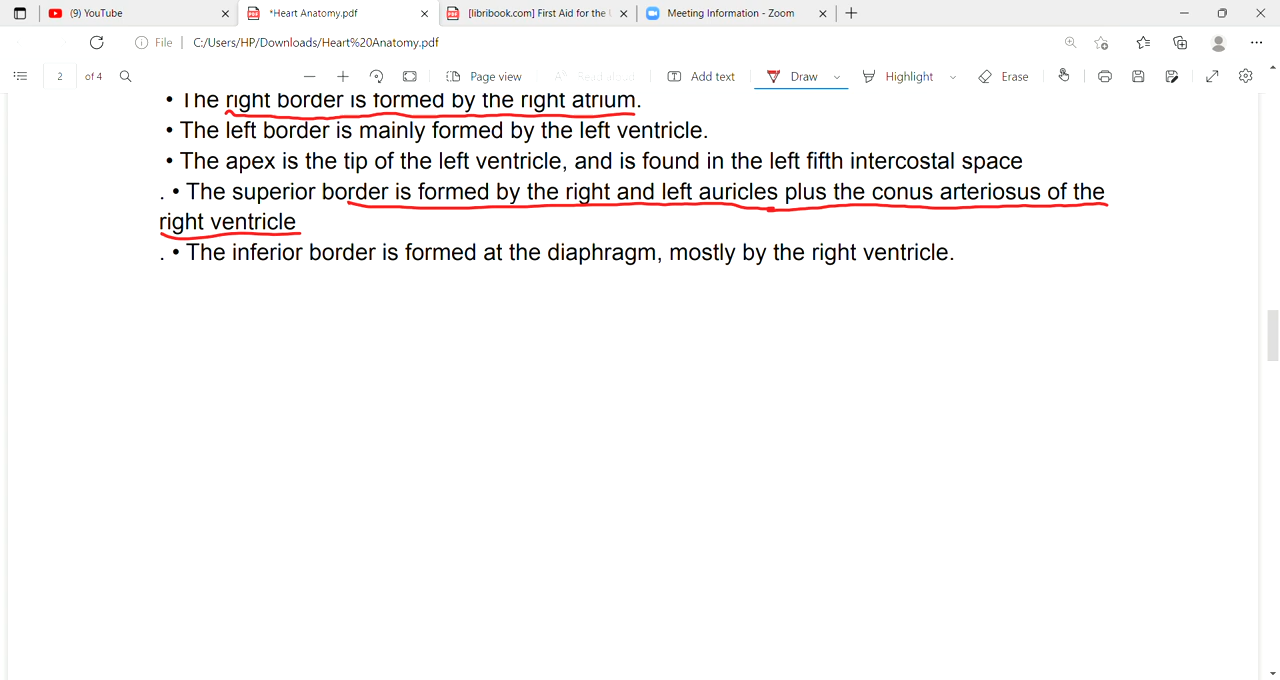 (9) YouTube
*Heart Anatomy.pdf
[libribook.com] First Aid for the
Meeting Information - Zoom
File
C:/Users/HP/Downloads/Heart%20Anatomy.pdf
2 of 4
Page view
Read aloud
Add text
Draw
Highlight
Erase
• The right border is formed by the right atrium.
• The left border is mainly formed by the left ventricle.
• The apex is the tip of the left ventricle, and is found in the left fifth intercostal space
. • The superior border is formed by the right and left auricles plus the conus arteriosus of the
right ventricle
. • The inferior border is formed at the diaphragm, mostly by the right ventricle.